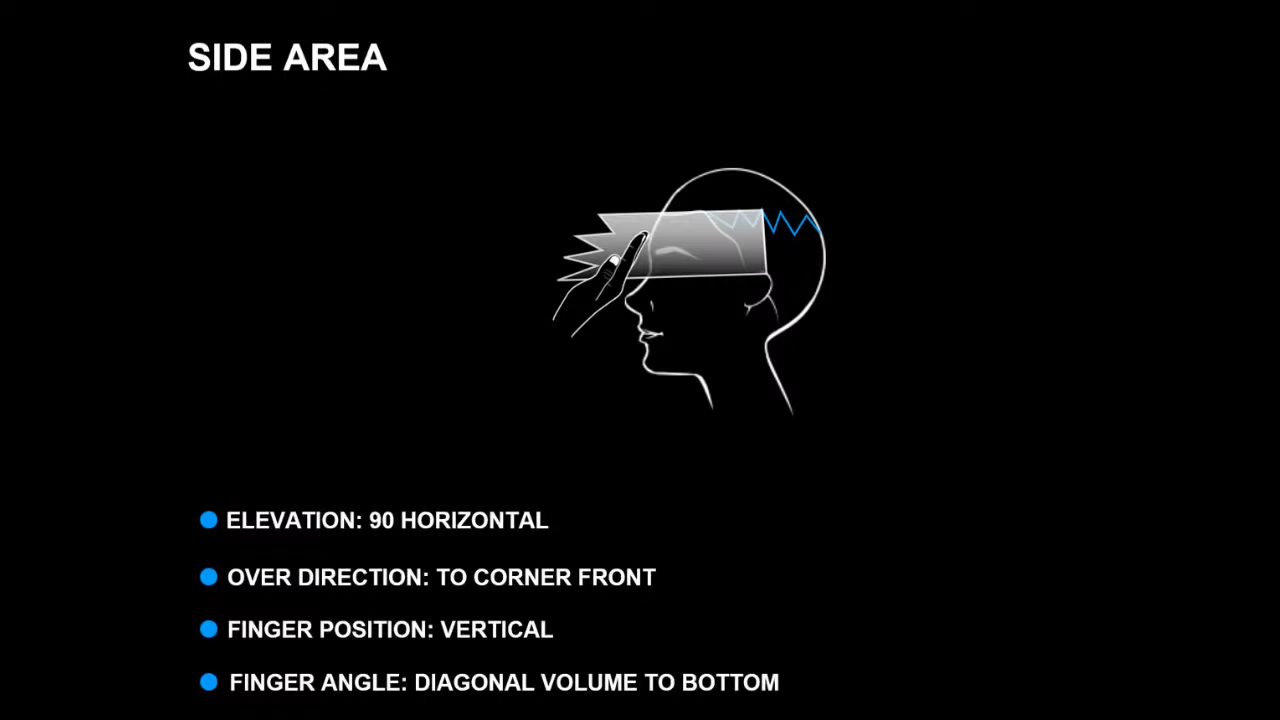 SIDE AREA
ELEVATION: 90 HORIZONTAL
OVER DIRECTION: TO CORNER FRONT
FINGER POSITION: VERTICAL
FINGER ANGLE: DIAGONAL VOLUME TO BOTTOM